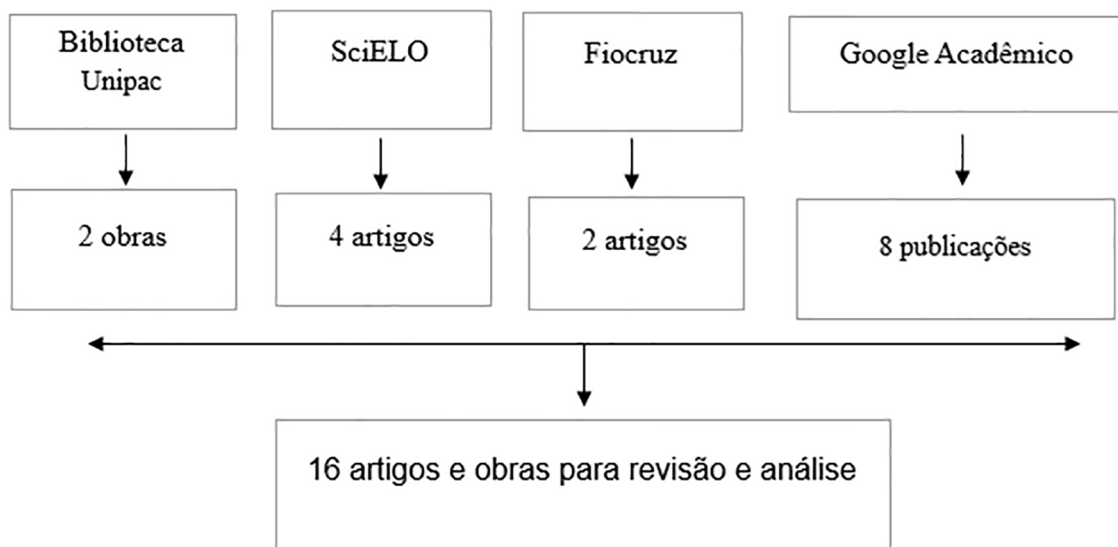 Biblioteca
Unipac
SciELO
Fiocruz
Google Acadêmico
2 obras
4 artigos
2 artigos
8 publicações
16 artigos e obras para revisão e análise